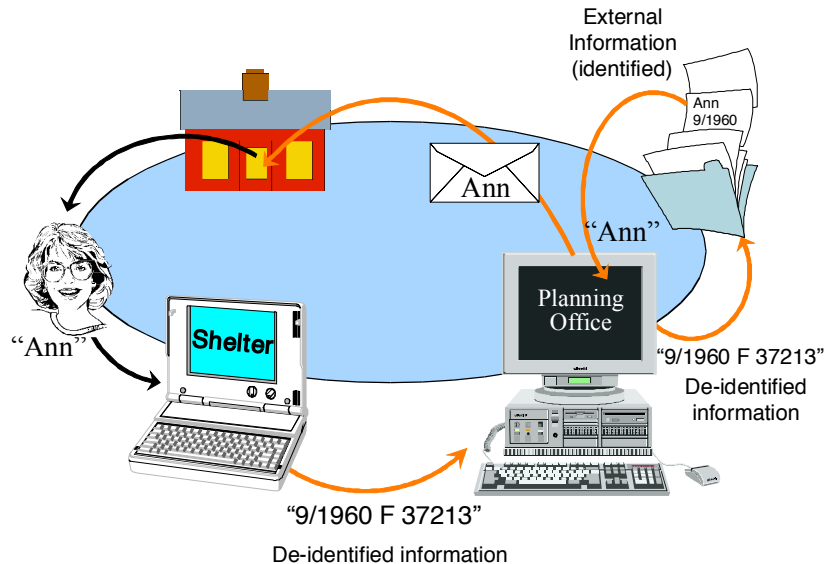 External
Information
(identified)
Ann
9/1960
Ann
“Ann”
Planning
Office
Shelter
“Ann”
“9/1960 F 37213”
De-identified
information
“9/1960 F 37213”
De-identified information